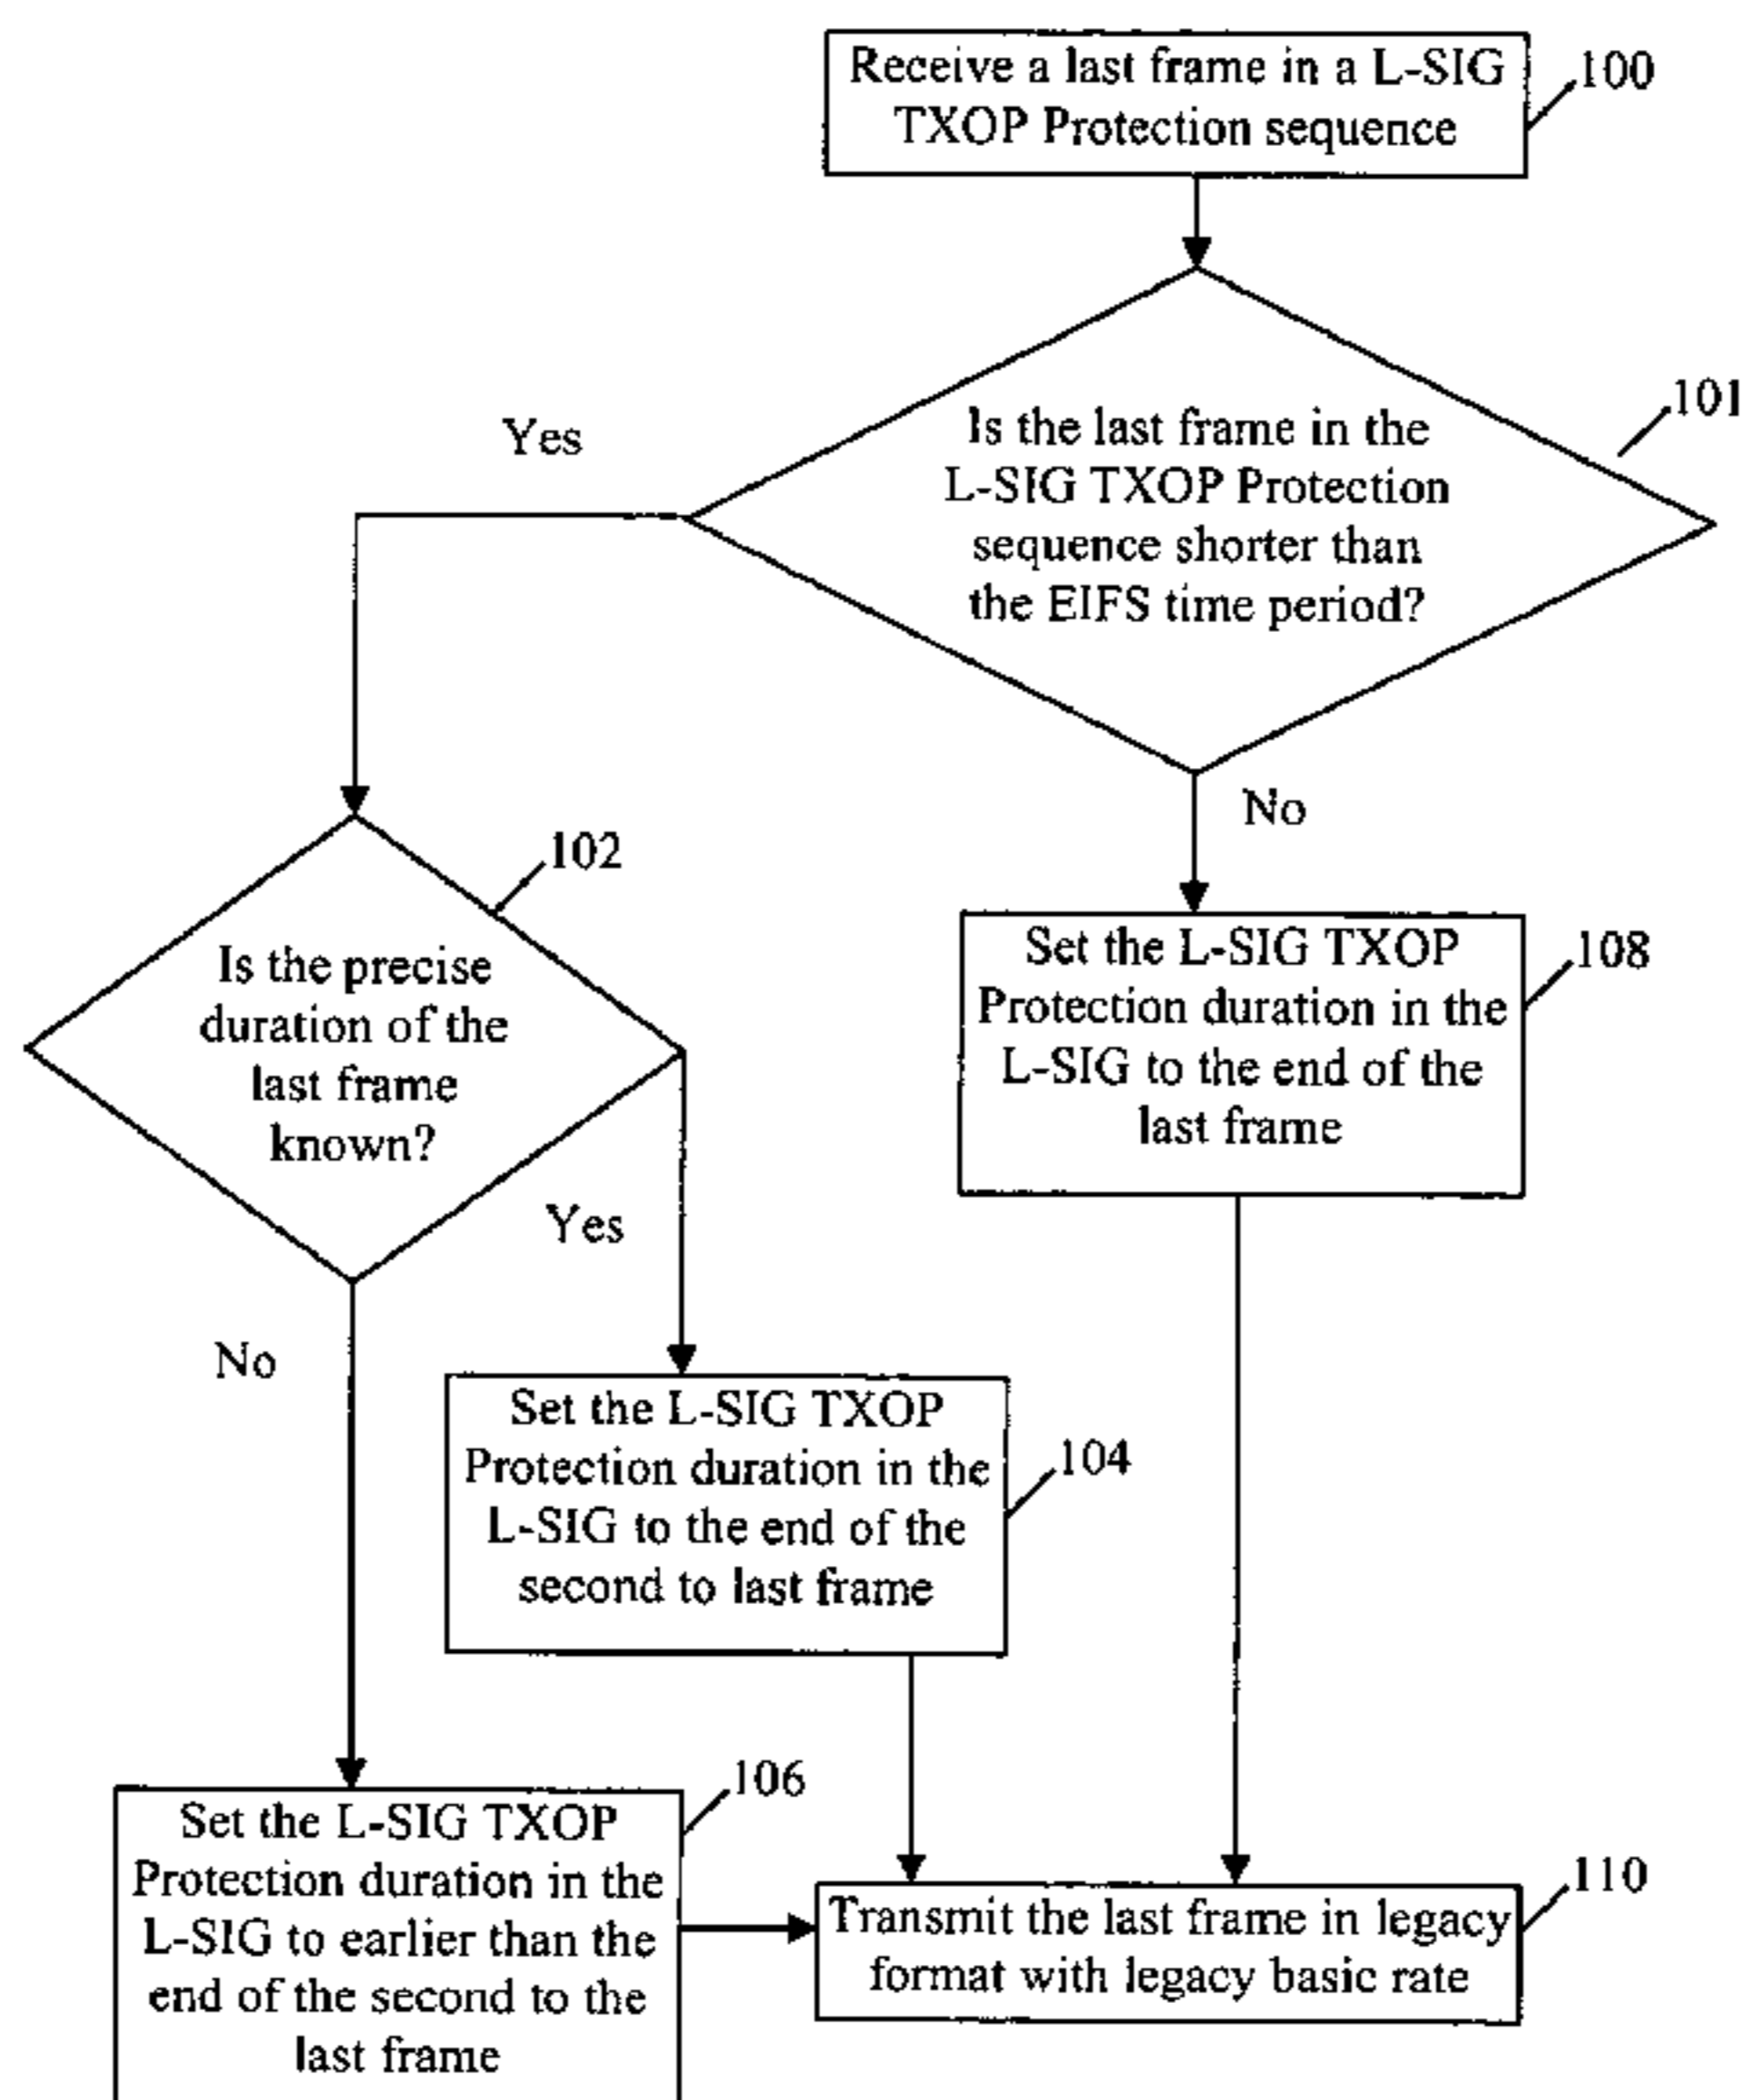 Receive a last frame in a L-SIG
TXOP Protection sequence
100
Is the last frame in the
L-SIG TXOP Protection
sequence shorter than
the EIFS time period?
101
Yes
No
102
Is the precise
duration of the
last frame
known?
Set the L-SIG TXOP
Protection duration in the
L-SIG to the end of the
last frame
108
Yes
No
Set the L-SIG TXOP
Protection duration in the
L-SIG to the end of the
second to last frame
104
106
Set the L-SIG TXOP
Protection duration in the
L-SIG to earlier than the
end of the second to the
last frame
110
Transmit the last frame in legacy
format with legacy basic rate